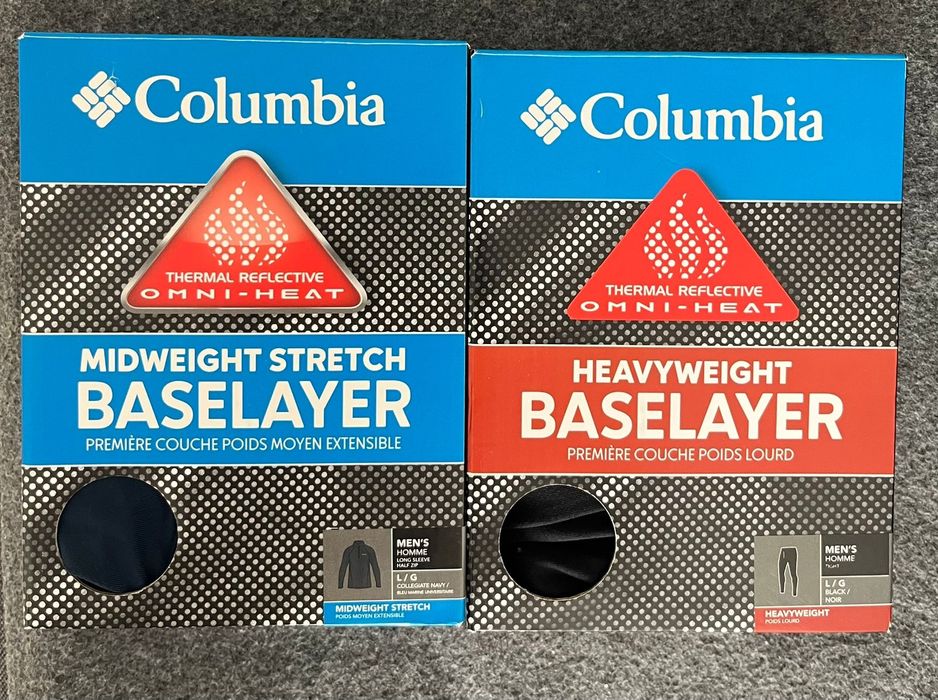 Columbia
THERMAL REFLECTIVE
OMNI-HEAT
MIDWEIGHT STRETCH
BASELAYER
PREMIÈRE COUCHE POIDS MOYEN EXTENSIBLE
MEN'S
HOMME
LONG SLEEVE
HALF ZIP
L / G
COLLEGIATE NAVY /
BLEU MARINE UNIVERSITAIRE
MIDWEIGHT STRETCH
POIDS MOYEN EXTENSIBLE
Columbia
THERMAL REFLECTIVE
OMNI-HEAT
HEAVYWEIGHT
BASELAYER
PREMIÈRE COUCHE POIDS LOURD
MEN'S
HOMME
L / G
BLACK /
NOIR
HEAVYWEIGHT
POIDS LOURD